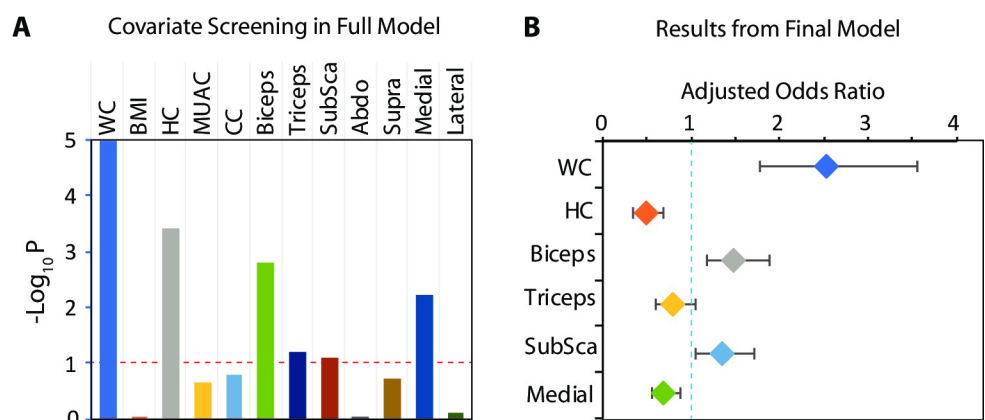 A Covariate Screening in Full Model
WC BMI HC MUAC CC Biceps Triceps SubSca Abdo Supra Medial Lateral
-Log10P
5
4
3
2
1
0
B Results from Final Model
Adjusted Odds Ratio
0 1 2 3 4
WC
HC
Biceps
Triceps
SubSca
Medial